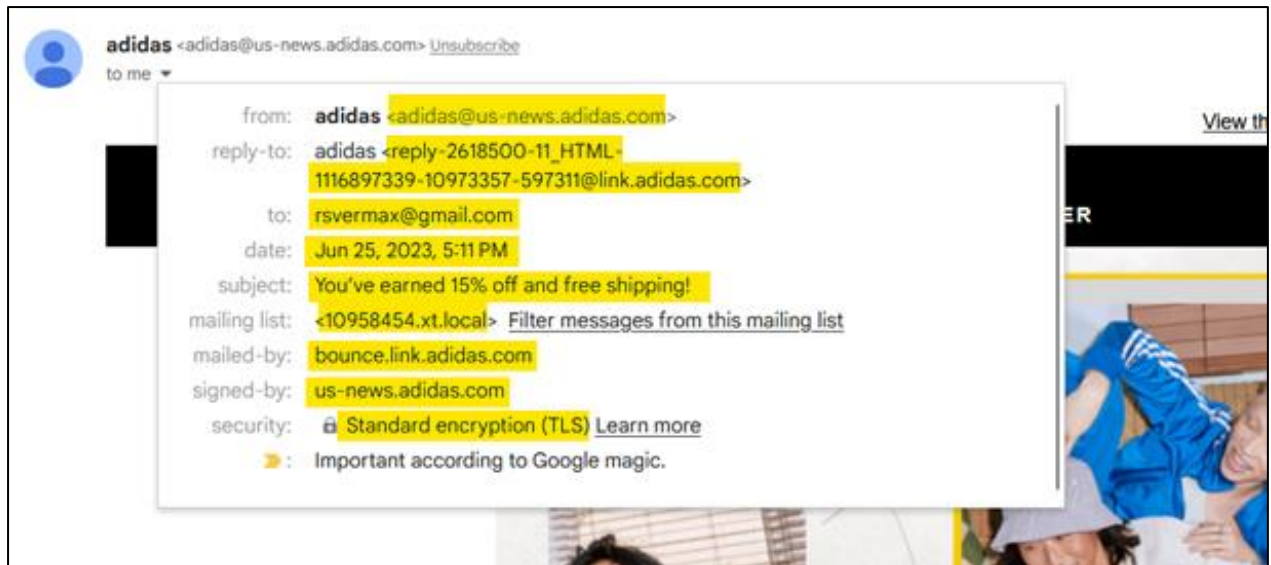 adidas <adidas@us-news.adidas.com> Unsubscribe
to me
from: adidas <adidas@us-news.adidas.com>
reply-to: adidas <reply-2618500-11_HTML-
1116897339-10973357-597311@link.adidas.com>
to: rsvermax@gmail.com
date: Jun 25, 2023, 5:11 PM
subject: You've earned 15% off and free shipping!
mailing list: <10958454.xt.local> Filter messages from this mailing list
mailed-by: bounce.link.adidas.com
signed-by: us-news.adidas.com
security: Standard encryption (TLS) Learn more
: Important according to Google magic.
View th
ER